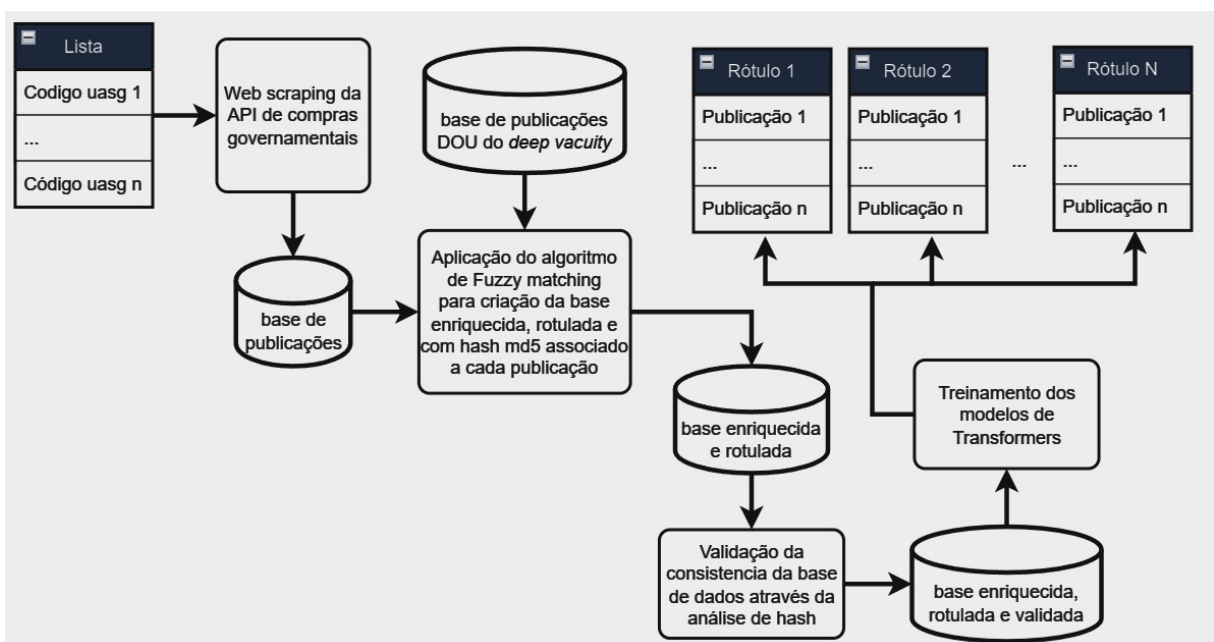 Lista
Codigo uasg 1
...
Código uasg n
Web scraping da
API de compras
governamentais
base de publicações
DOU do deep vacuity
Rótulo 1
Publicação 1
...
Publicação n
Rótulo 2
Publicação 1
...
Publicação n
...
Rótulo N
Publicação 1
...
Publicação n
base de
publicações
Aplicação do algoritmo
de Fuzzy matching
para criação da base
enriquecida, rotulada e
com hash md5 associado
a cada publicação
base enriquecida
e rotulada
Validação da
consistencia da base
de dados através da
análise de hash
base enriquecida,
rotulada e validada
Treinamento dos
modelos de
Transformers